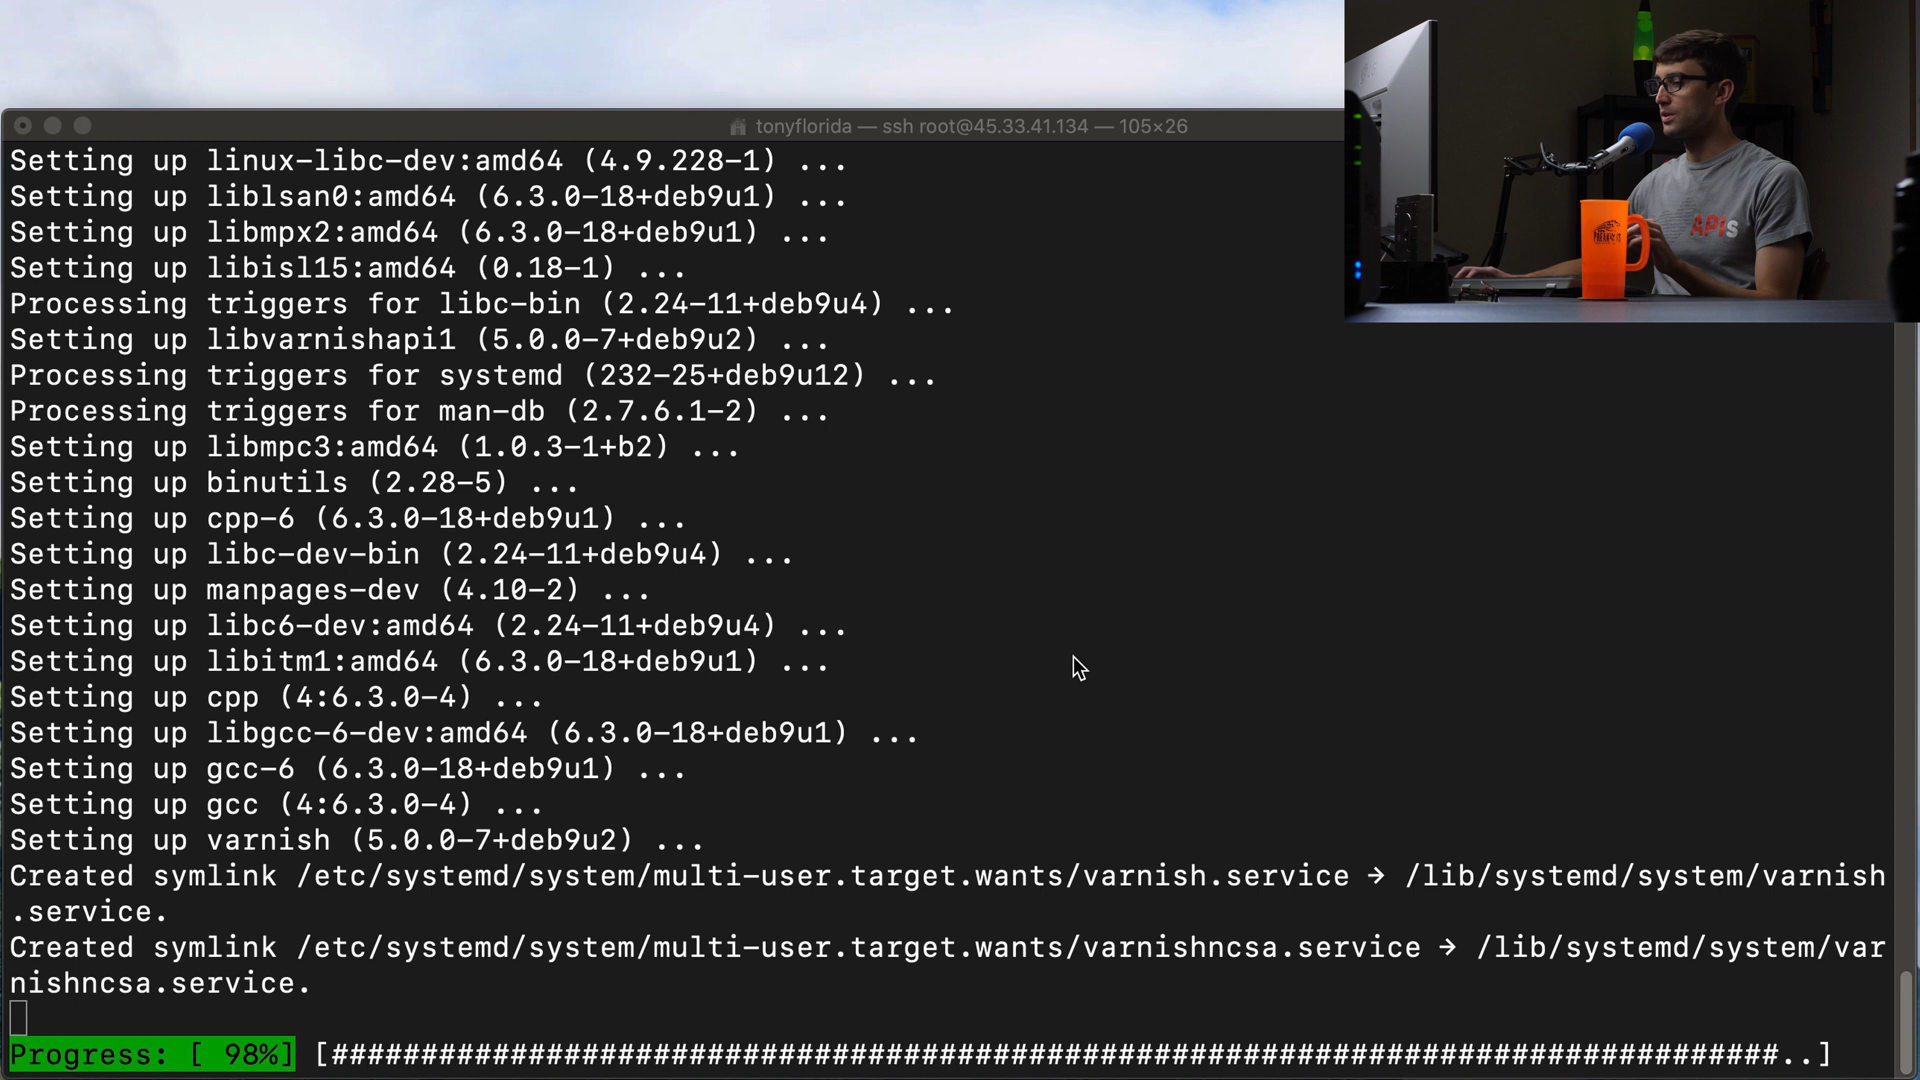 tonyflorida — ssh root@45.33.41.134 — 105×26
Setting up linux-libc-dev:amd64 (4.9.228-1) ...
Setting up liblsan0:amd64 (6.3.0-18+deb9u1) ...
Setting up libmpx2:amd64 (6.3.0-18+deb9u1) ...
Setting up libisl15:amd64 (0.18-1) ...
Processing triggers for libc-bin (2.24-11+deb9u4) ...
Setting up libvarnishapi1 (5.0.0-7+deb9u2) ...
Processing triggers for systemd (232-25+deb9u12) ...
Processing triggers for man-db (2.7.6.1-2) ...
Setting up libmpc3:amd64 (1.0.3-1+b2) ...
Setting up binutils (2.28-5) ...
Setting up cpp-6 (6.3.0-18+deb9u1) ...
Setting up libc-dev-bin (2.24-11+deb9u4) ...
Setting up manpages-dev (4.10-2) ...
Setting up libc6-dev:amd64 (2.24-11+deb9u4) ...
Setting up libitm1:amd64 (6.3.0-18+deb9u1) ...
Setting up cpp (4:6.3.0-4) ...
Setting up libgcc-6-dev:amd64 (6.3.0-18+deb9u1) ...
Setting up gcc-6 (6.3.0-18+deb9u1) ...
Setting up gcc (4:6.3.0-4) ...
Setting up varnish (5.0.0-7+deb9u2) ...
Created symlink /etc/systemd/system/multi-user.target.wants/varnish.service → /lib/systemd/system/varnish
.service.
Created symlink /etc/systemd/system/multi-user.target.wants/varnishncsa.service → /lib/systemd/system/var
nishncsa.service.
Progress: [ 98%] [##################################################################################..]
APIs